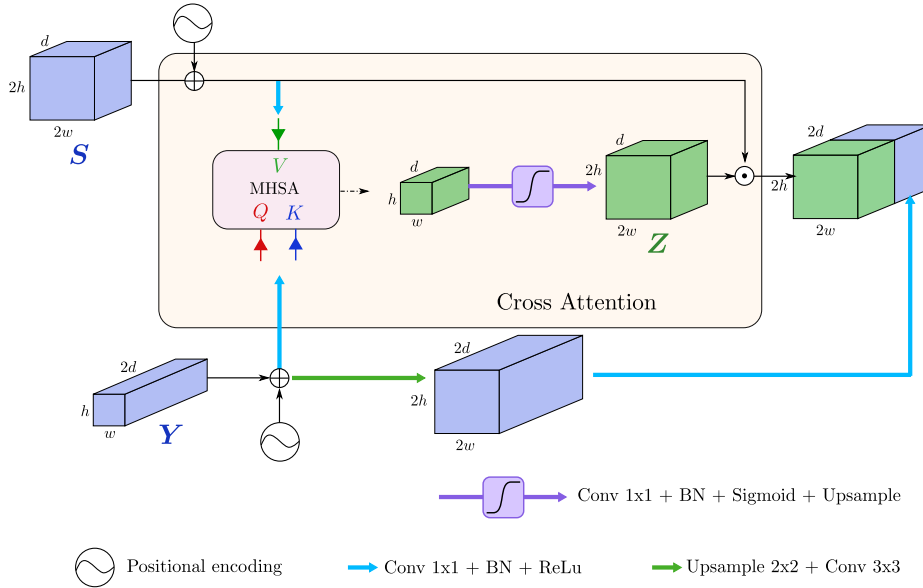 d
2h
2w
S
V
MHSA
Q K
d
h
w
d
2h
2w
Z
2d
2h
2w
Cross Attention
2d
h
w
Y
2d
2h
2w
Conv 1x1 + BN + Sigmoid + Upsample
Positional encoding
Conv 1x1 + BN + ReLu
Upsample 2x2 + Conv 3x3